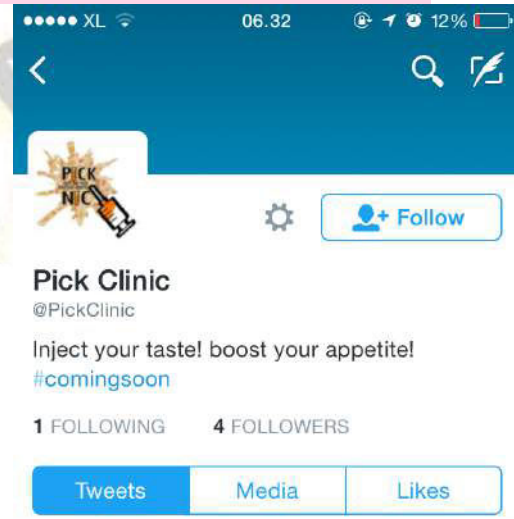 XL 06.32 12%
PICK
NIC
+ Follow
Pick Clinic
@PickClinic
Inject your taste! boost your appetite!
#comingsoon
1 FOLLOWING 4 FOLLOWERS
Tweets Media Likes